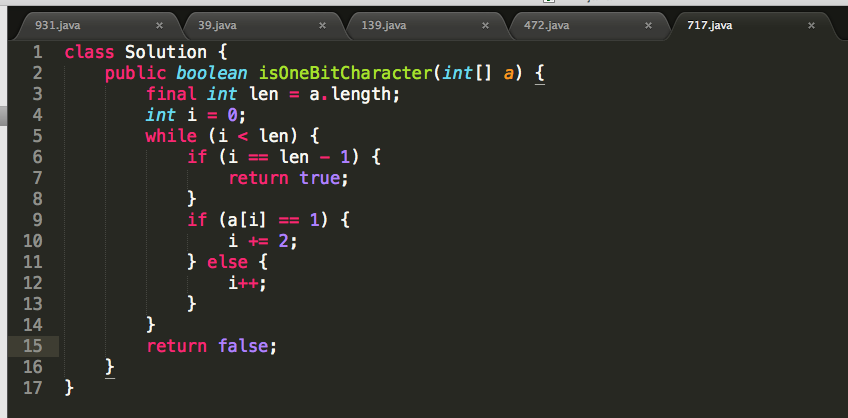 931.java × 39.java × 139.java × 472.java × 717.java ×
1 class Solution {
2 public boolean isOneBitCharacter(int[] a) {
3 final int len = a.length;
4 int i = 0;
5 while (i < len) {
6 if (i == len - 1) {
7 return true;
8 }
9 if (a[i] == 1) {
10 i += 2;
11 } else {
12 i++;
13 }
14 }
15 return false;
16 }
17 }